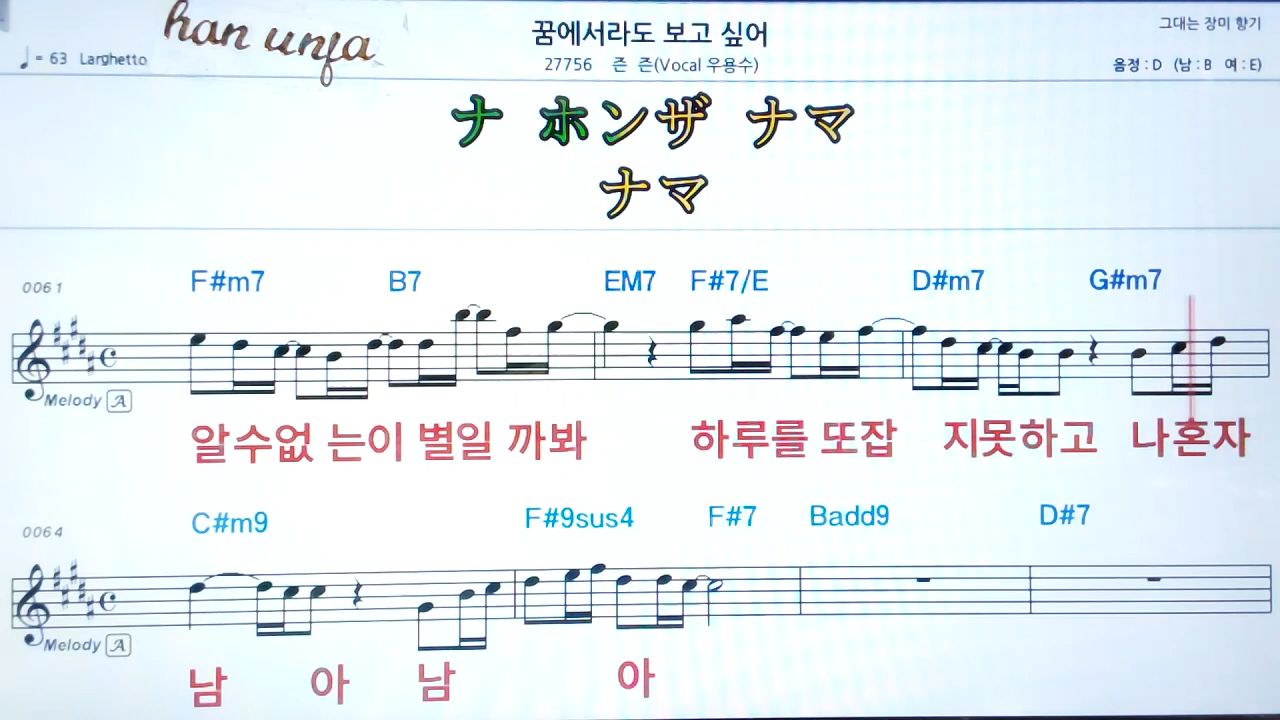 han unja
꿈에서라도 보고 싶어
그대는 장미 향기
♩= 63 Larghetto
27756 즌 즌(Vocal 우용수)
음정 : D (남 : B 여 : E)
ナ ホンザ ナマ
ナマ
0061
F#m7 B7 EM7 F#7/E D#m7 G#m7
Melody A
알수없 는이 별일 까봐 하루를 또잡 지못하고 나혼자
0064
C#m9 F#9sus4 F#7 Badd9 D#7
Melody A
남 아 남 아